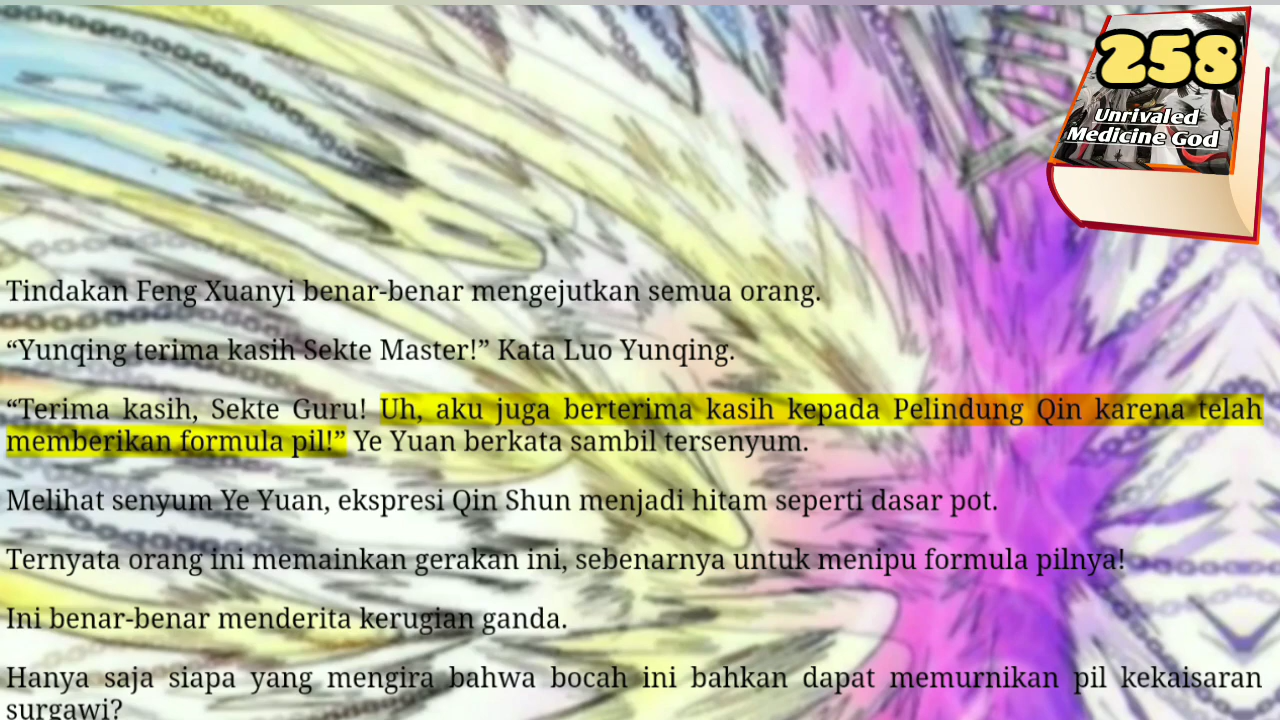 258
Unrivaled
Medicine God
Tindakan Feng Xuanyi benar-benar mengejutkan semua orang.
“Yunqing terima kasih Sekte Master!” Kata Luo Yunqing.
“Terima kasih, Sekte Guru! Uh, aku juga berterima kasih kepada Pelindung Qin karena telah
memberikan formula pil!” Ye Yuan berkata sambil tersenyum.
Melihat senyum Ye Yuan, ekspresi Qin Shun menjadi hitam seperti dasar pot.
Ternyata orang ini memainkan gerakan ini, sebenarnya untuk menipu formula pilnya!
Ini benar-benar menderita kerugian ganda.
Hanya saja siapa yang mengira bahwa bocah ini bahkan dapat memurnikan pil kekaisaran
surgawi?